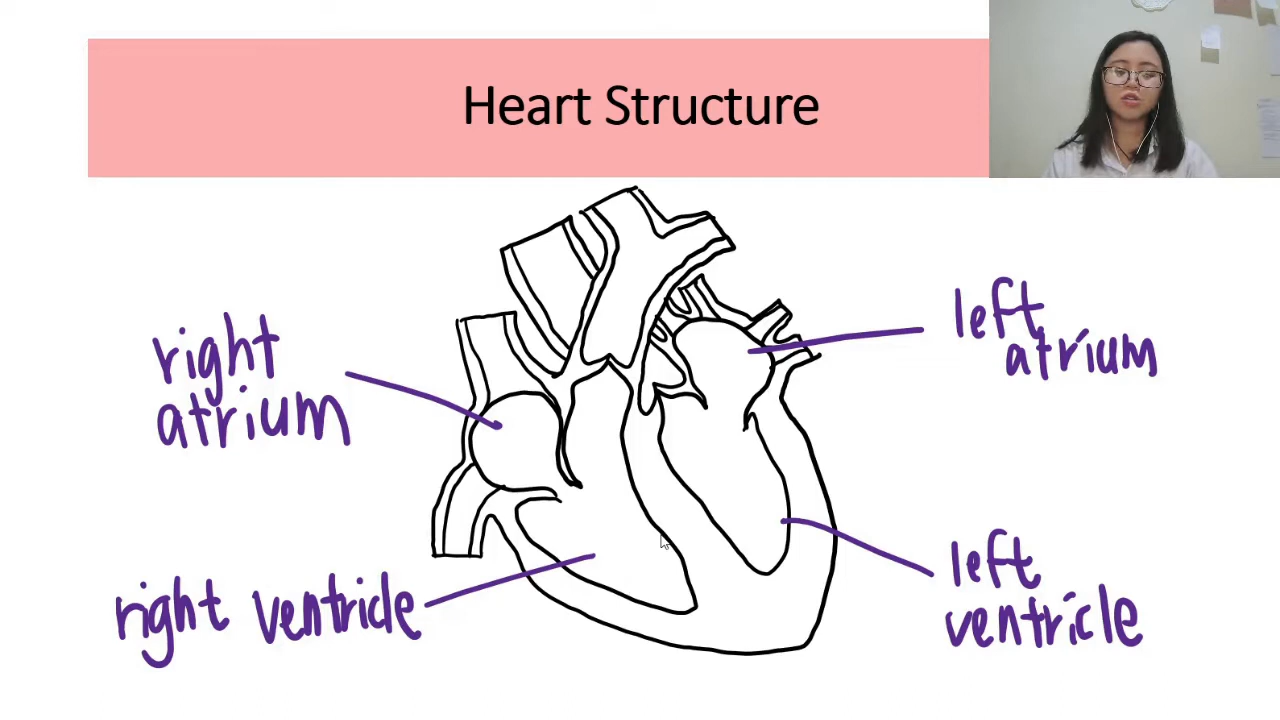 Heart Structure
left
atrium
right
atrium
left
ventricle
right ventricle